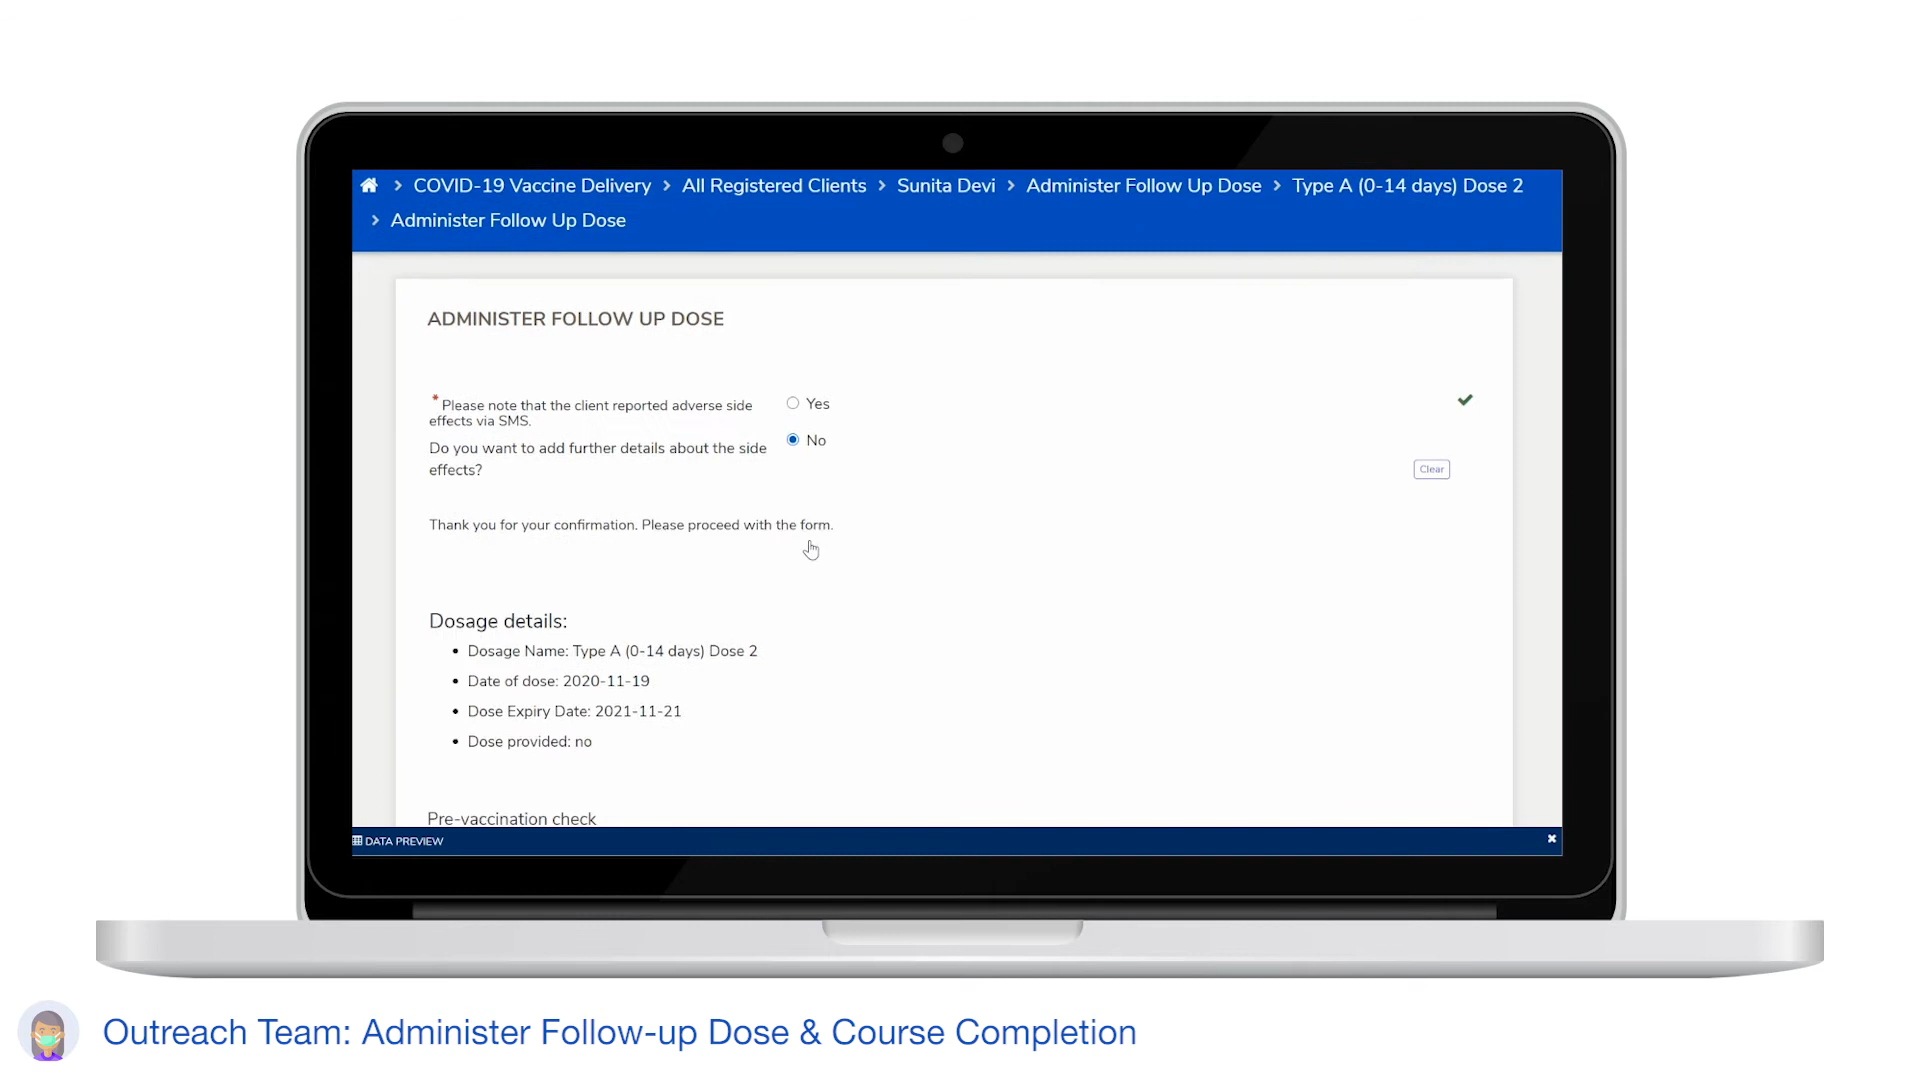 COVID-19 Vaccine Delivery > All Registered Clients > Sunita Devi > Administer Follow Up Dose > Type A (0-14 days) Dose 2
> Administer Follow Up Dose
ADMINISTER FOLLOW UP DOSE
* Please note that the client reported adverse side
effects via SMS.
Do you want to add further details about the side
effects?
Yes
No
Clear
Thank you for your confirmation. Please proceed with the form.
Dosage details:
• Dosage Name: Type A (0-14 days) Dose 2
• Date of dose: 2020-11-19
• Dose Expiry Date: 2021-11-21
• Dose provided: no
Pre-vaccination check
DATA PREVIEW
Outreach Team: Administer Follow-up Dose & Course Completion